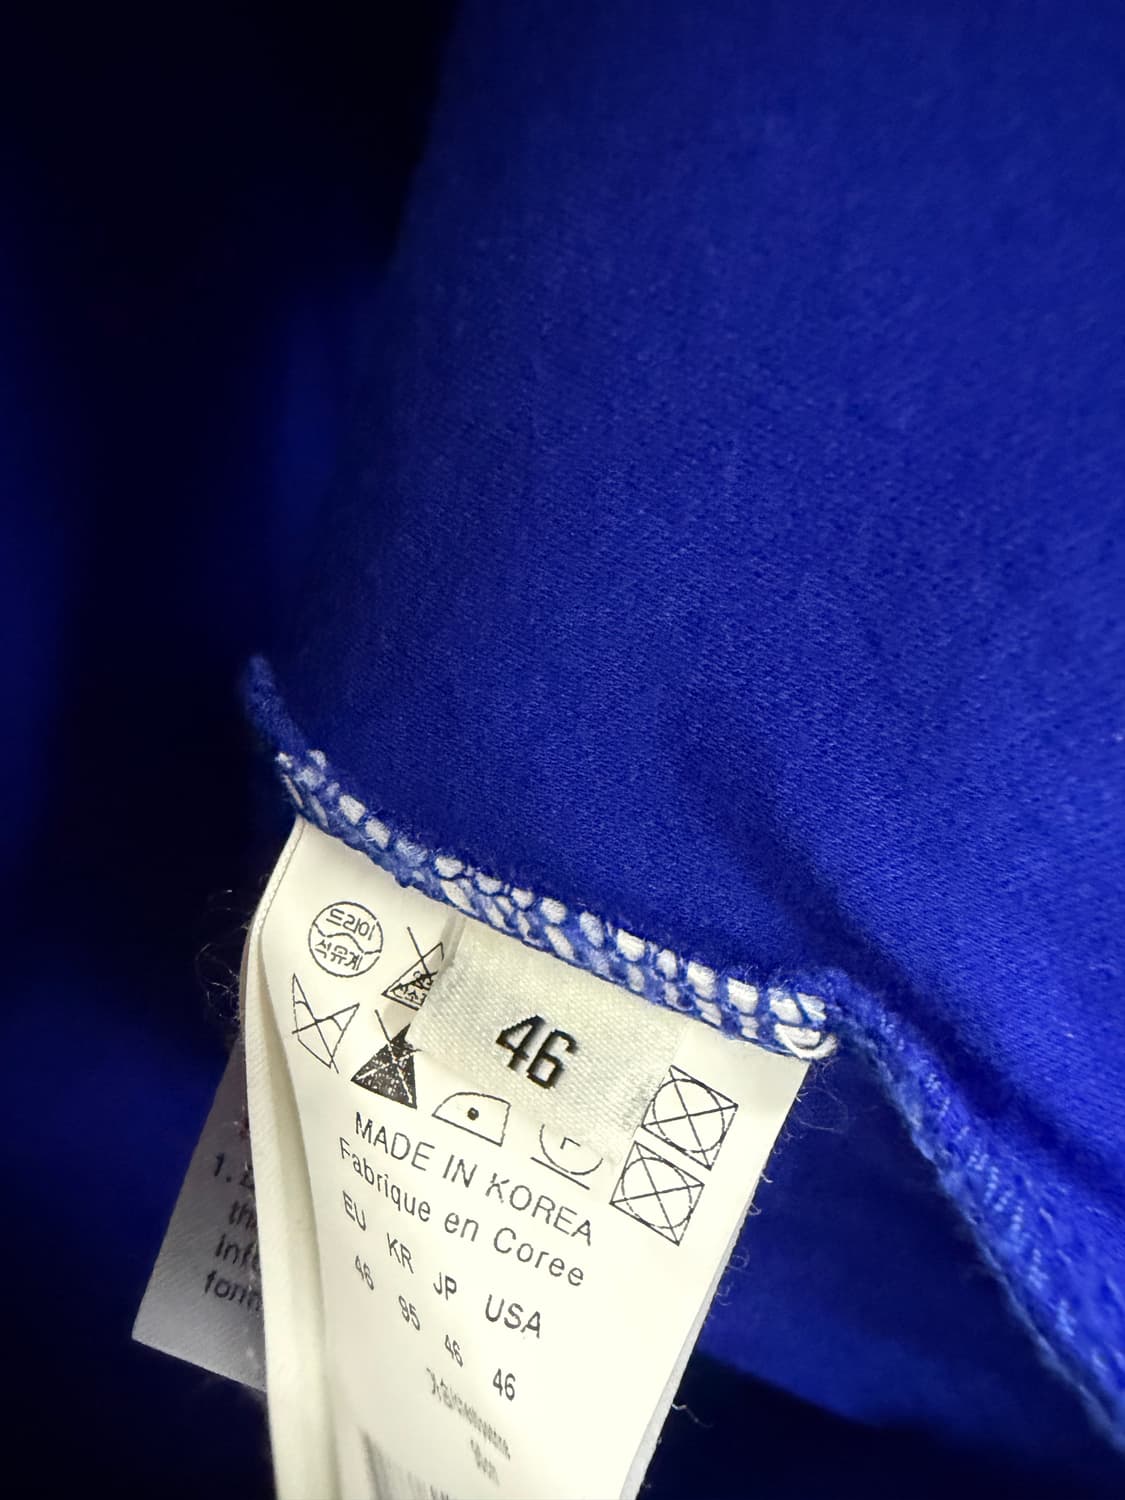 드라이
석유계
46
F
MADE IN KOREA
Fabrique en Coree
EU KR JP USA
46 95 46 46
1.